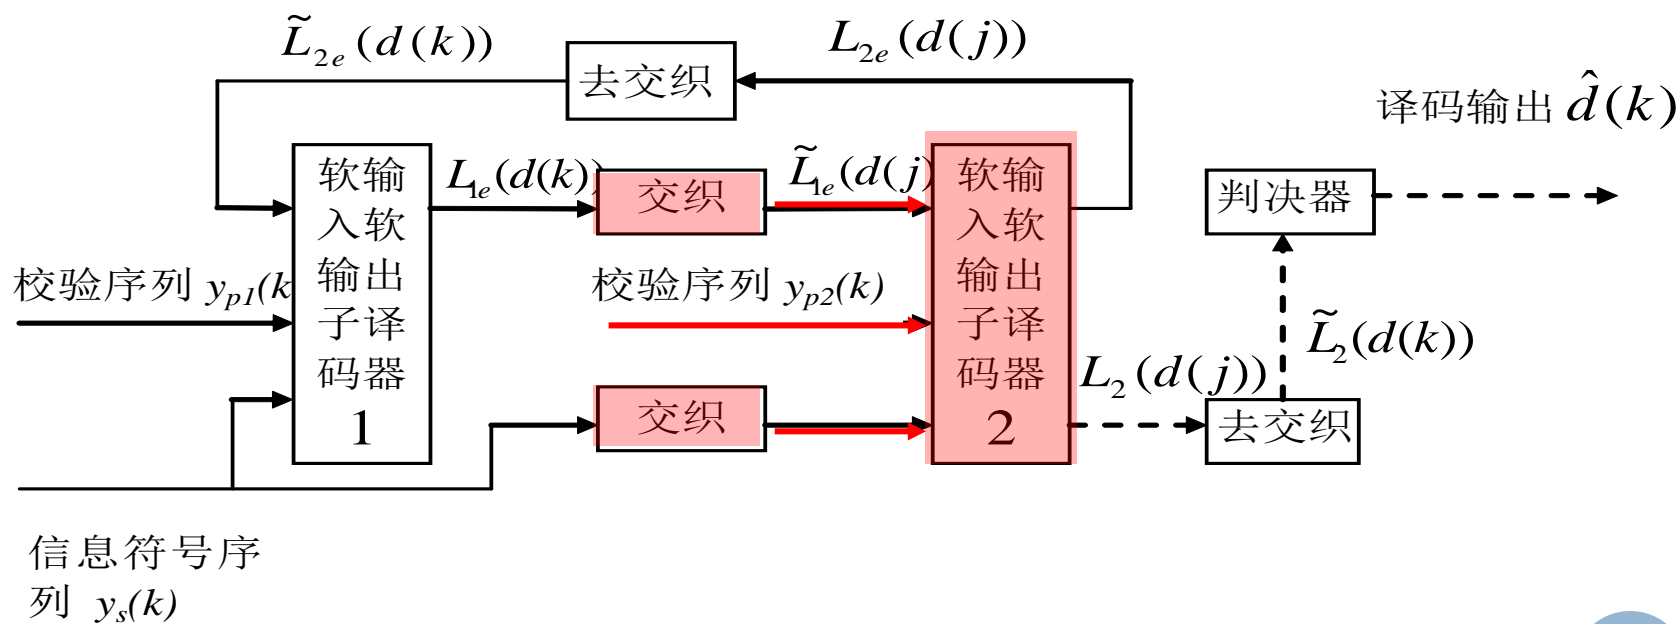 L̃2e(d(k))
L2e(d(j))
去交织
译码输出 d̂(k)
软输
入软
输出
子译
码器
1
L1e(d(k))
交织
L̃1e(d(j)
软输
入软
输出
子译
码器
2
判决器
校验序列 yp1(k
校验序列 yp2(k)
L̃2(d(k))
L2(d(j))
交织
去交织
信息符号序
列 ys(k)